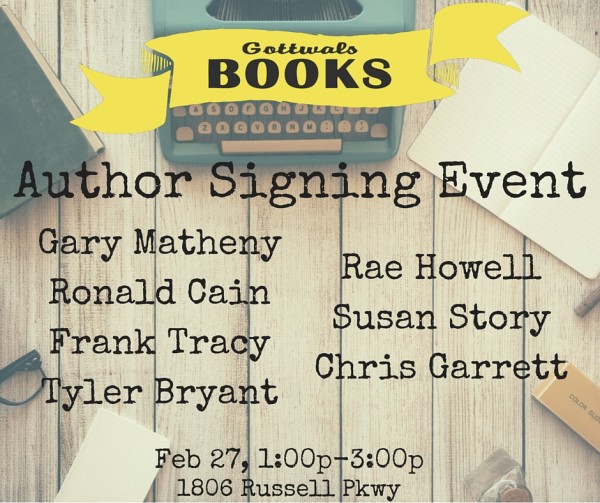 Gottwals
BOOKS
Author Signing Event
Gary Matheny
Ronald Cain
Frank Tracy
Tyler Bryant
Rae Howell
Susan Story
Chris Garrett
Feb 27, 1:00p-3:00p
1806 Russell Pkwy